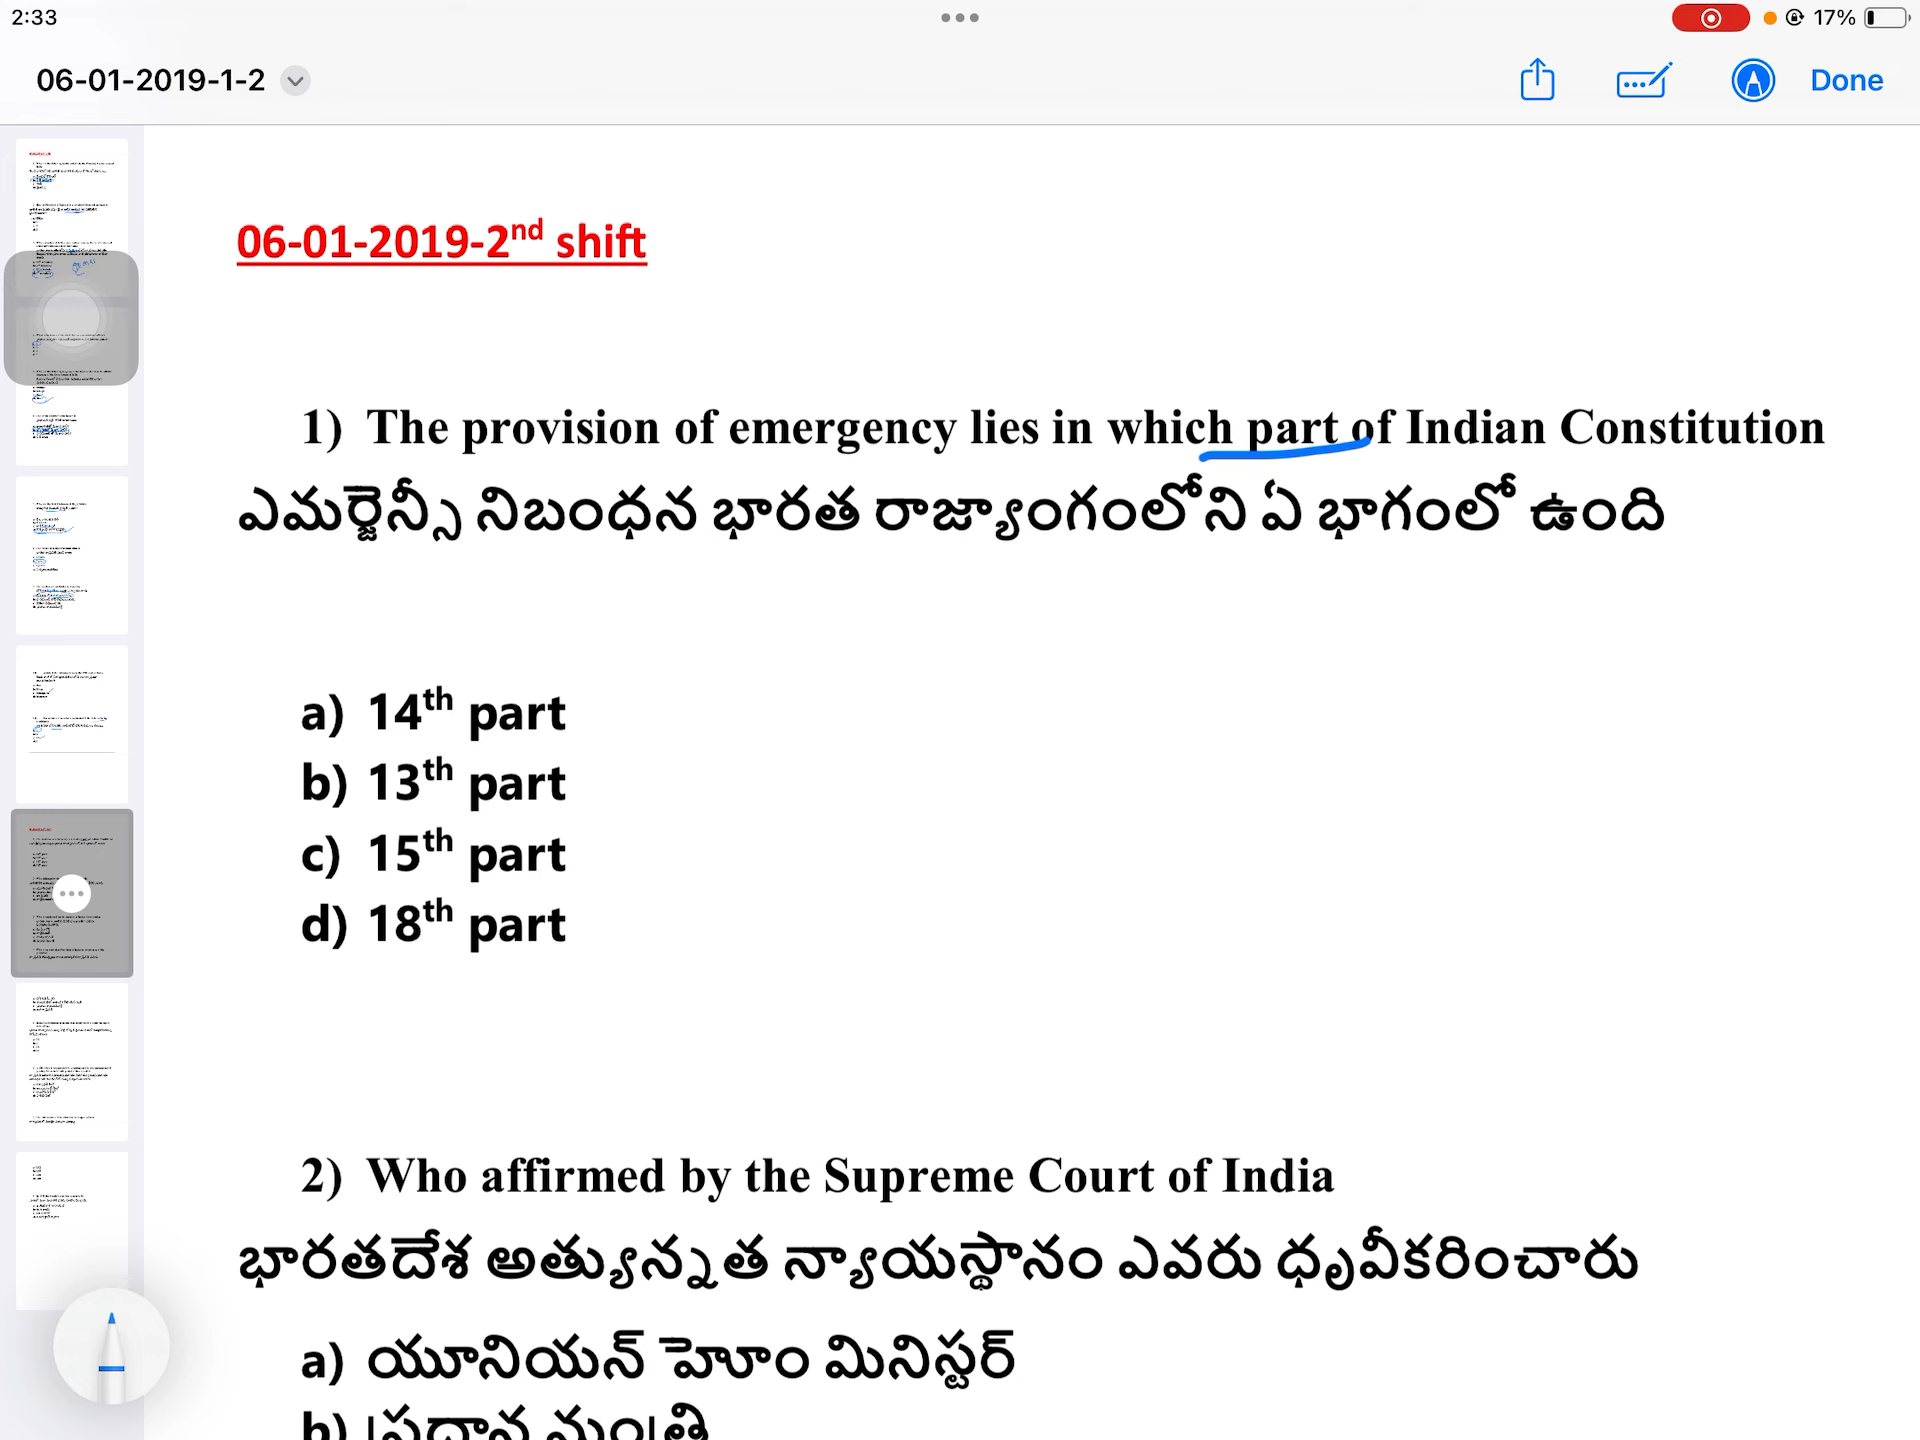 2:33
17%
06-01-2019-1-2
Done
06-01-2019-2nd shift
1) The provision of emergency lies in which part of Indian Constitution
ఎమర్జెన్సీ నిబంధన భారత రాజ్యాంగంలోని ఏ భాగంలో ఉంది
a) 14th part
b) 13th part
c) 15th part
d) 18th part
2) Who affirmed by the Supreme Court of India
భారతదేశ అత్యున్నత న్యాయస్థానం ఎవరు ధృవీకరించారు
a) యూనియన్ హెూం మినిస్టర్
b) ప్రధాన మంత్రి